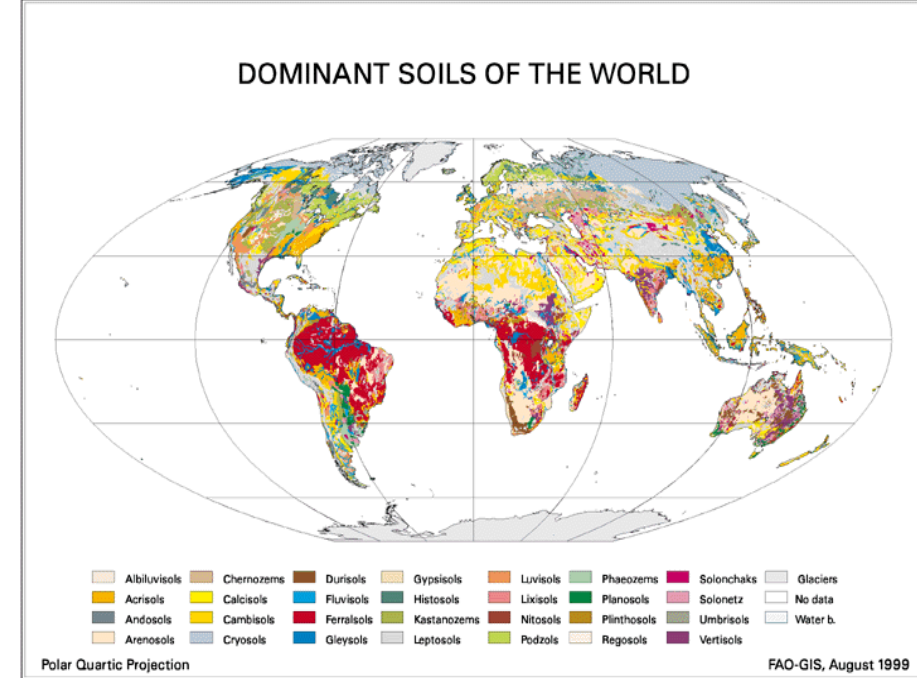 DOMINANT SOILS OF THE WORLD
Albiluvisols Chernozems Durisols Gypsisols Luvisols Phaeozems Solonchaks Glaciers
Acrisols Calcisols Fluvisols Histosols Lixisols Planosols Solonetz No data
Andosols Cambisols Ferralsols Kastanozems Nitosols Plinthosols Umbrisols Water b.
Arenosols Cryosols Gleysols Leptosols Podzols Regosols Vertisols
Polar Quartic Projection FAO-GIS, August 1999